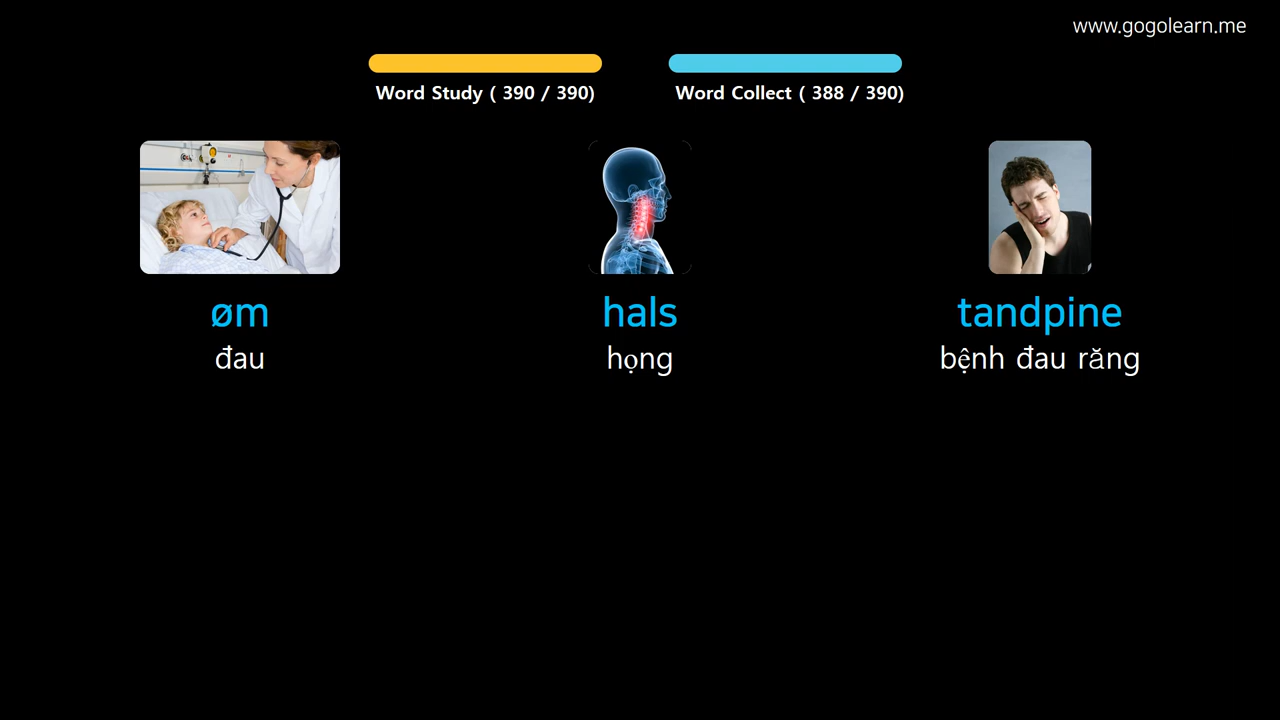 www.gogolearn.me
Word Study ( 390 / 390)
Word Collect ( 388 / 390)
øm
hals
tandpine
đau
họng
bệnh đau răng